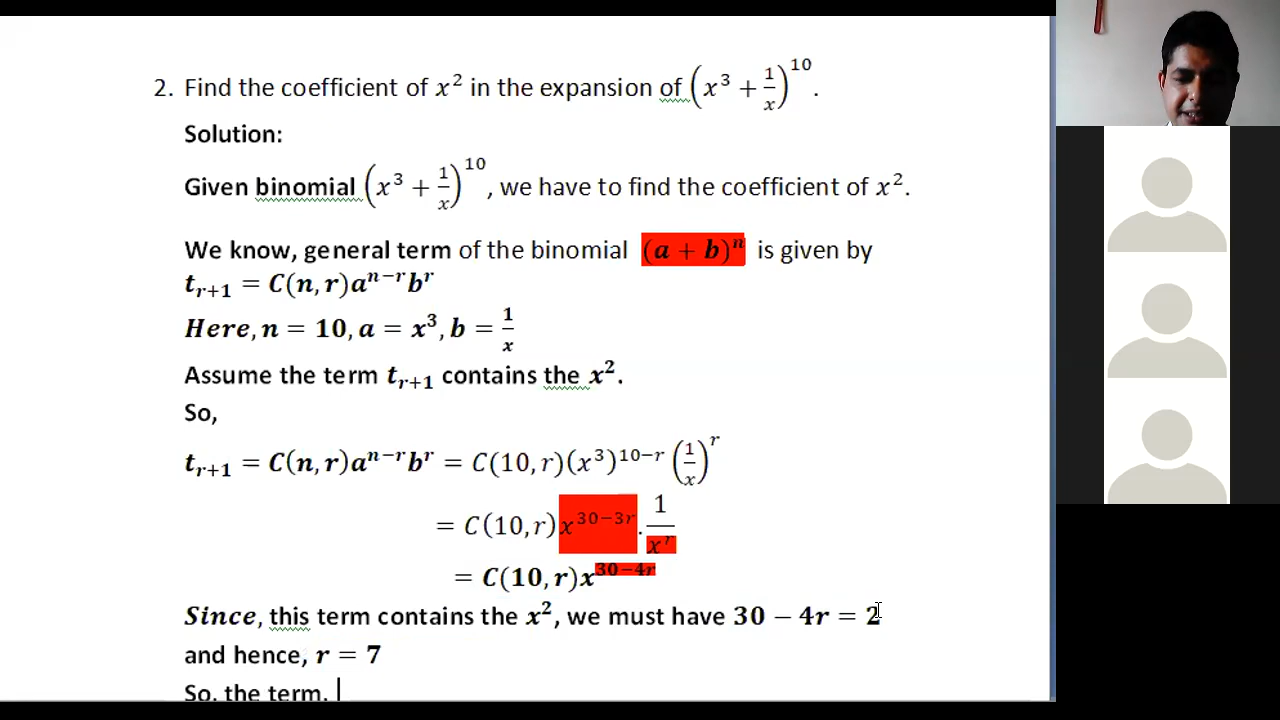 2. Find the coefficient of x² in the expansion of (x³ + 1/x)¹⁰.
Solution:
Given binomial (x³ + 1/x)¹⁰, we have to find the coefficient of x².
We know, general term of the binomial (a + b)ⁿ is given by
tᵣ₊₁ = C(n, r)aⁿ⁻ʳbʳ
Here, n = 10, a = x³, b = 1/x
Assume the term tᵣ₊₁ contains the x².
So,
tᵣ₊₁ = C(n, r)aⁿ⁻ʳbʳ = C(10, r)(x³)¹⁰⁻ʳ (1/x)ʳ
= C(10, r)x³⁰⁻³ʳ . 1/xʳ
= C(10, r)x³⁰⁻⁴ʳ
Since, this term contains the x², we must have 30 − 4r = 2
and hence, r = 7
So, the term,